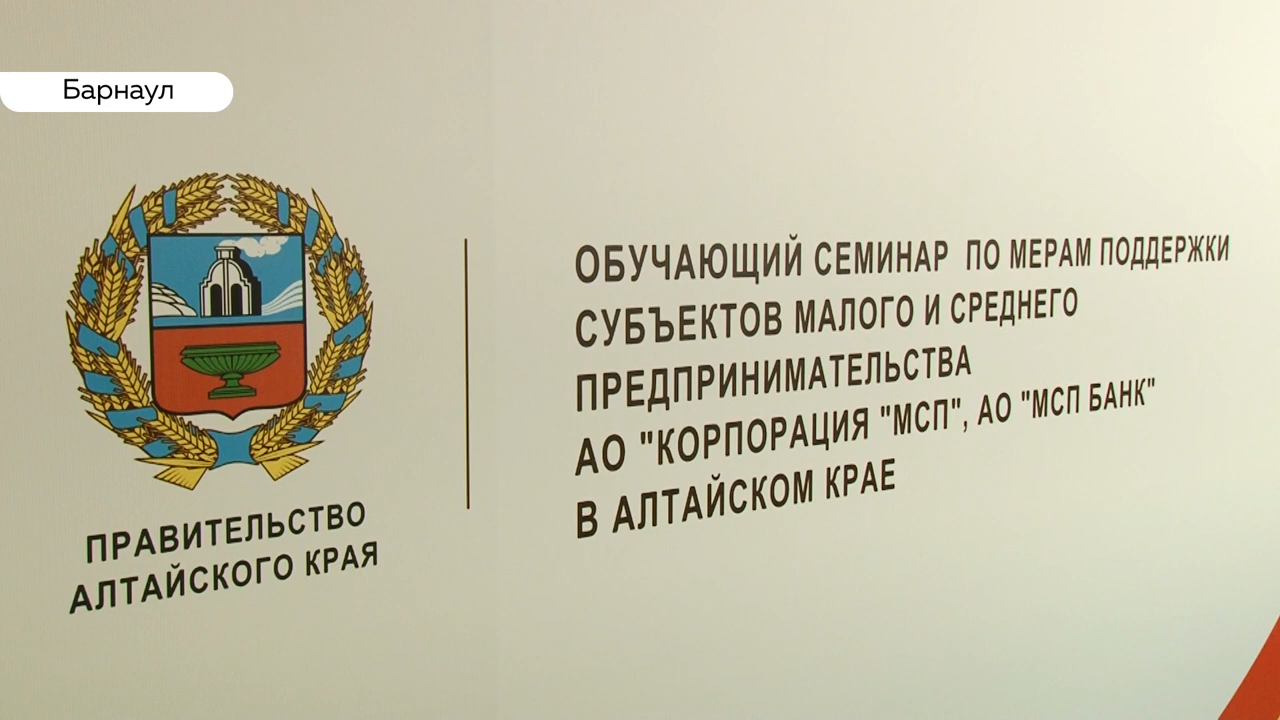 Барнаул
ПРАВИТЕЛЬСТВО
АЛТАЙСКОГО КРАЯ
ОБУЧАЮЩИЙ СЕМИНАР ПО МЕРАМ ПОДДЕРЖКИ
СУБЪЕКТОВ МАЛОГО И СРЕДНЕГО
ПРЕДПРИНИМАТЕЛЬСТВА
АО "КОРПОРАЦИЯ "МСП", АО "МСП БАНК"
В АЛТАЙСКОМ КРАЕ